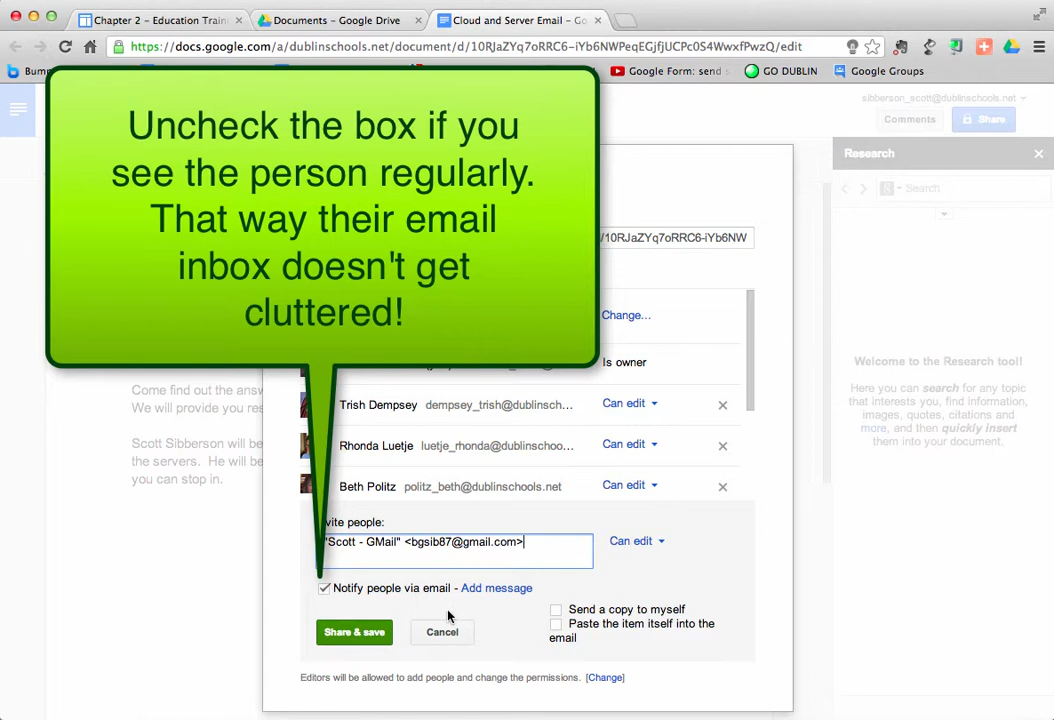 Chapter 2 – Education Traini
Documents – Google Drive
Cloud and Server Email – Go
https://docs.google.com/a/dublinschools.net/document/d/10RJaZYq7oRRC6-iYb6NWPeqEGjfjUCPc0S4WwxfPwzQ/edit
Bump
Google Form: send s
GO DUBLIN
Google Groups
sibberson_scott@dublinschools.net
Comments
Share
Research
Search
Uncheck the box if you
see the person regularly.
That way their email
inbox doesn't get
cluttered!
/10RJaZYq7oRRC6-iYb6NW
Change...
Is owner
Come find out the answ
We will provide you res
Trish Dempsey dempsey_trish@dublinsch... Can edit
Scott Sibberson will be
the servers. He will be
you can stop in.
Rhonda Luetje luetje_rhonda@dublinschoo... Can edit
Beth Politz politz_beth@dublinschools.net Can edit
vite people:
"Scott - GMail" <bgsib87@gmail.com> Can edit
Notify people via email - Add message
Send a copy to myself
Paste the item itself into the
email
Share & save
Cancel
Editors will be allowed to add people and change the permissions. [Change]
Welcome to the Research tool!
Here you can search for any topic
that interests you, find information,
images, quotes, citations and
more, and then quickly insert
them into your document.